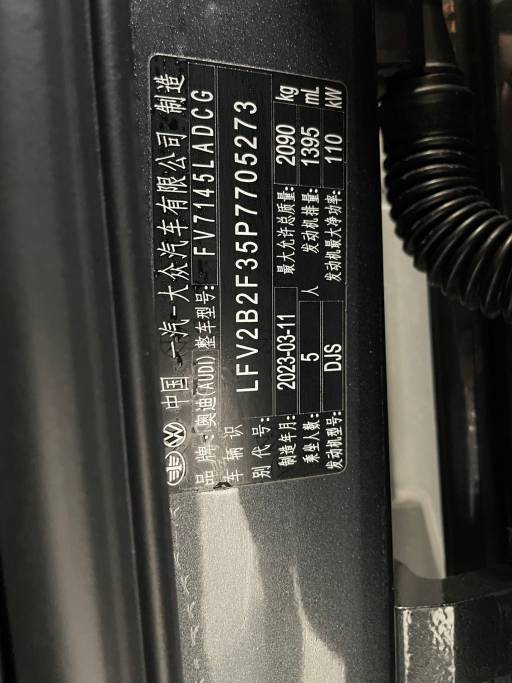 中国 一汽-大众汽车有限公司 制造
品牌:奥迪(AUDI) 整车型号: FV7145LADCG
车辆识别代号: LFV2B2F35P7705273
制造年月: 2023-03-11 最大允许总质量: 2090 kg
乘坐人数: 5 人 发动机排量: 1395 mL
发动机型号: DJS 发动机最大净功率: 110 kW